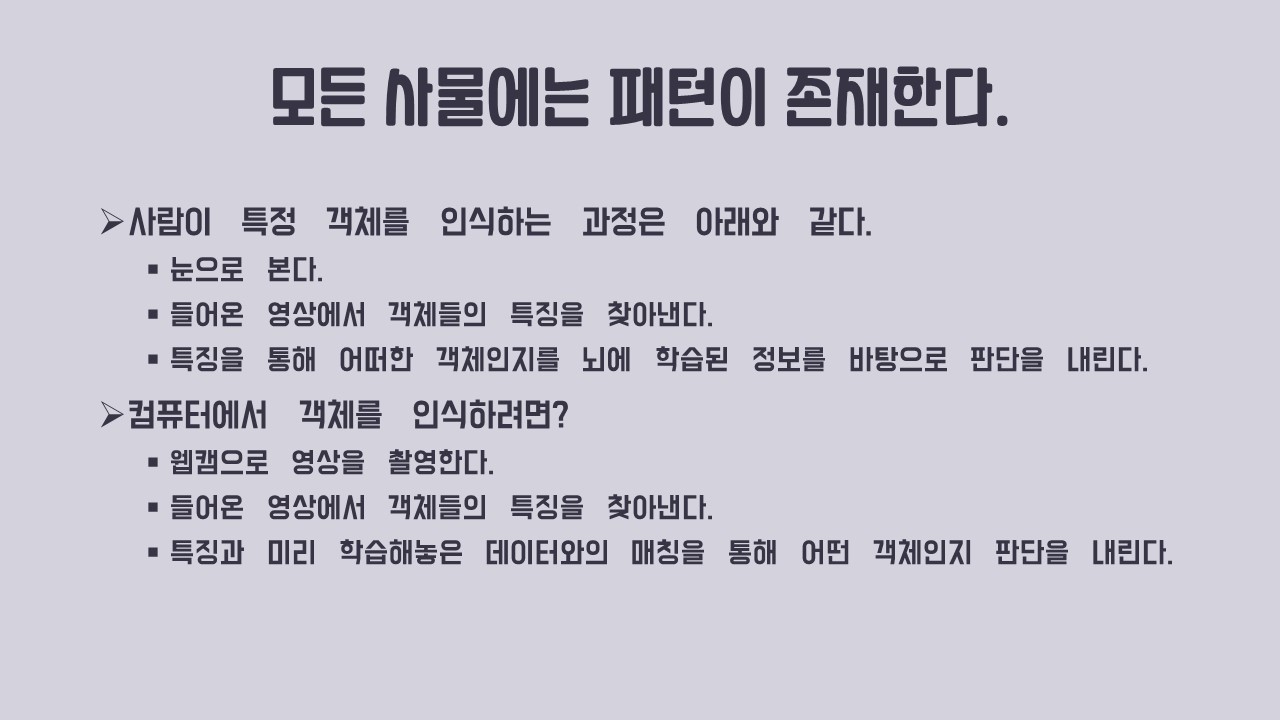 모든 사물에는 패턴이 존재한다.
➢사람이 특정 객체를 인식하는 과정은 아래와 같다.
▪ 눈으로 본다.
▪ 들어온 영상에서 객체들의 특징을 찾아낸다.
▪ 특징을 통해 어떠한 객체인지를 뇌에 학습된 정보를 바탕으로 판단을 내린다.
➢컴퓨터에서 객체를 인식하려면?
▪ 웹캠으로 영상을 촬영한다.
▪ 들어온 영상에서 객체들의 특징을 찾아낸다.
▪ 특징과 미리 학습해놓은 데이터와의 매칭을 통해 어떤 객체인지 판단을 내린다.